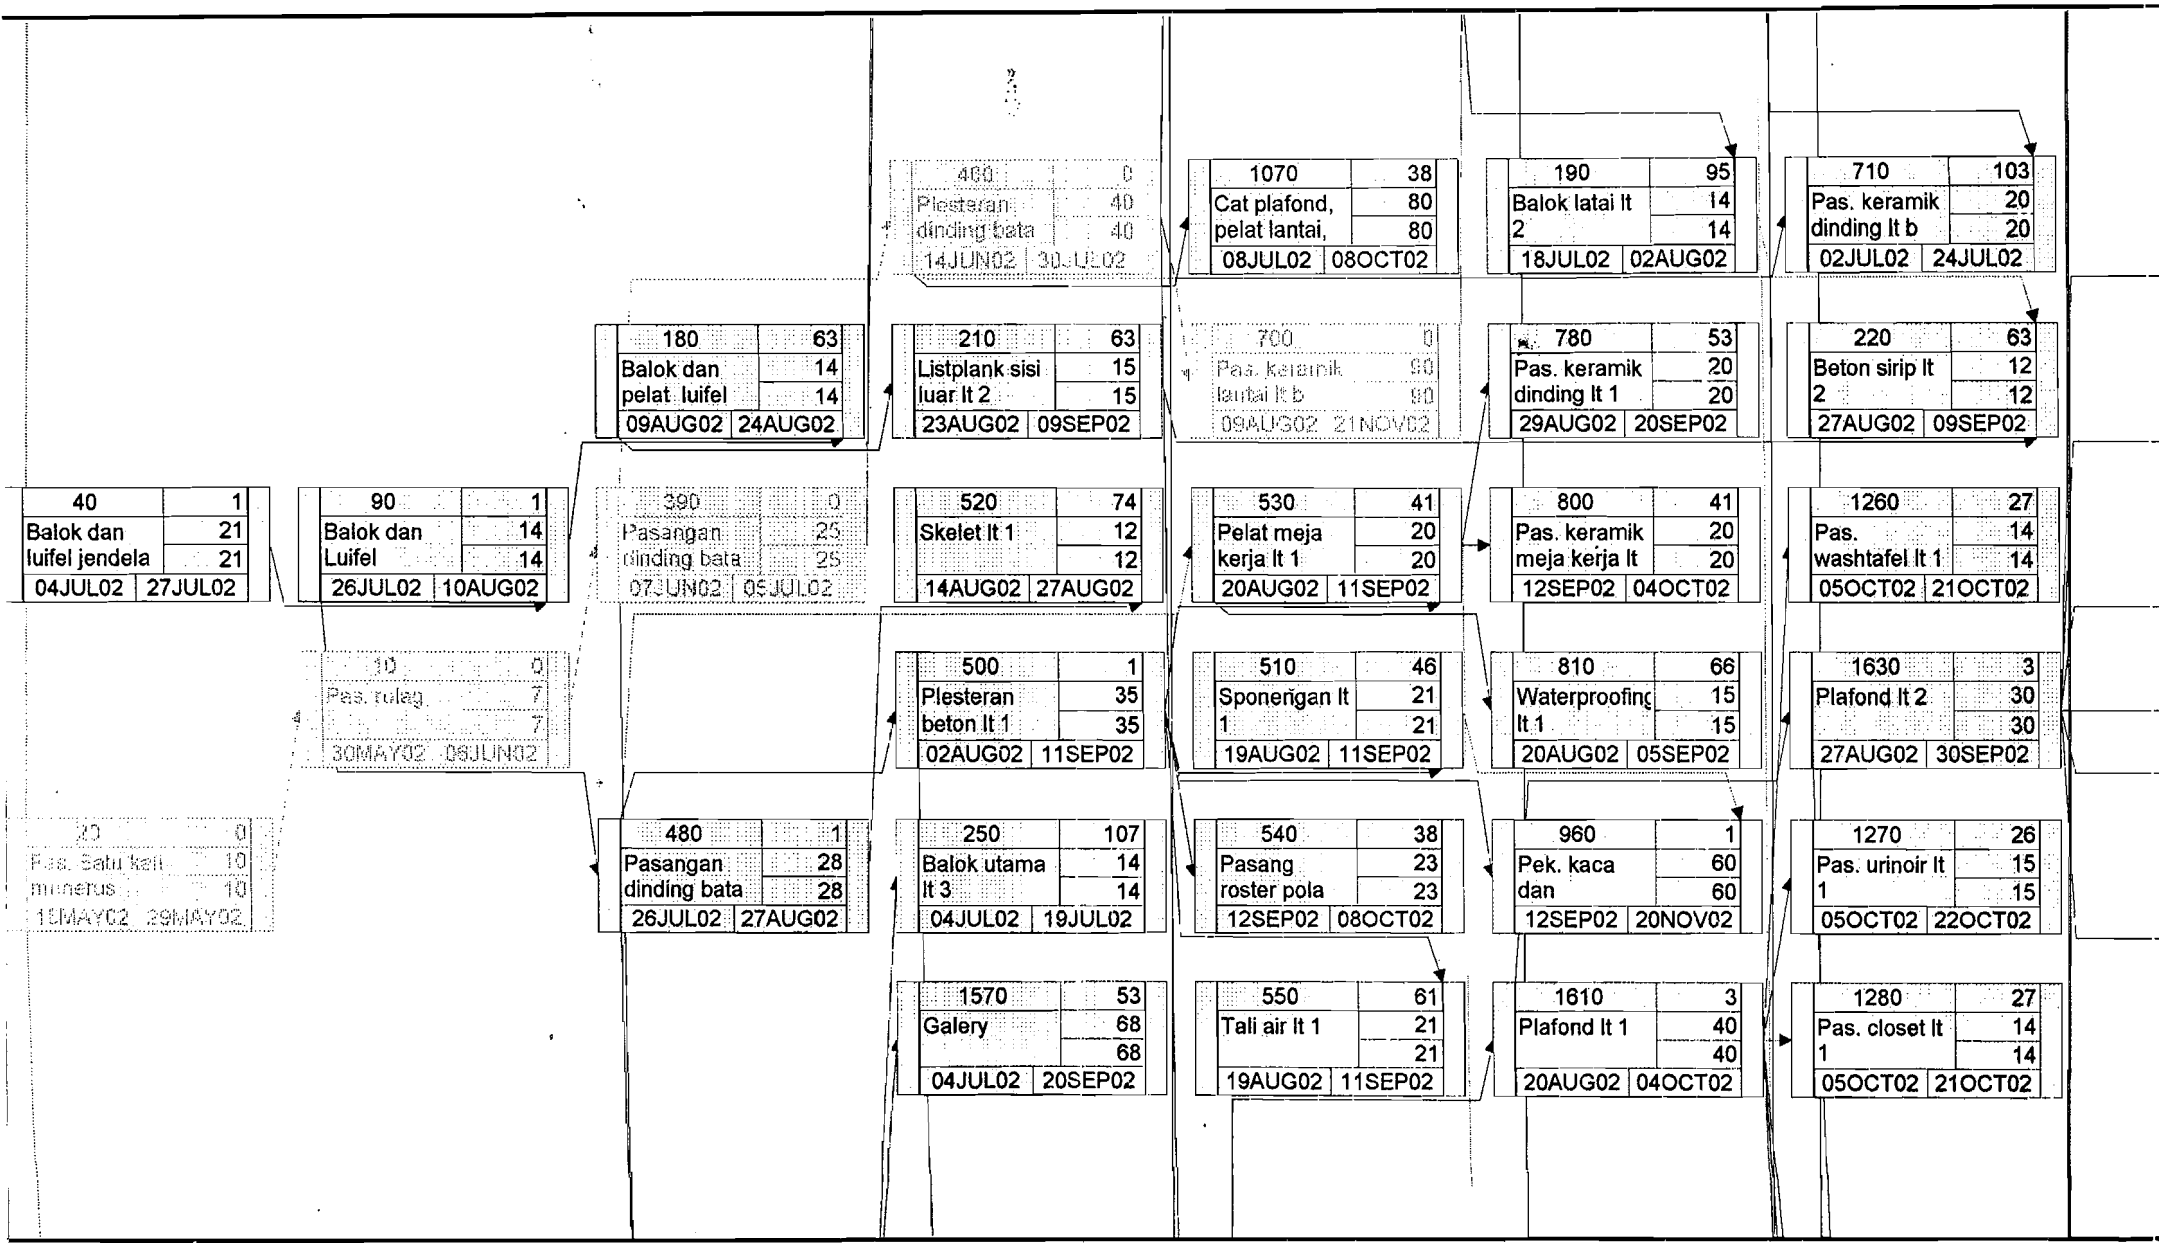 400 0
Plesteran 40
dinding bata 40
14JUN02 30JUL02
1070 38
Cat plafond, 80
pelat lantai, 80
08JUL02 08OCT02
190 95
Balok latai lt 14
2 14
18JUL02 02AUG02
710 103
Pas. keramik 20
dinding lt b 20
02JUL02 24JUL02
180 63
Balok dan 14
pelat luifel 14
09AUG02 24AUG02
210 63
Listplank sisi 15
luar lt 2 15
23AUG02 09SEP02
700 0
Pas. keramik 90
lantai lt b 90
09AUG02 21NOV02
780 53
Pas. keramik 20
dinding lt 1 20
29AUG02 20SEP02
220 63
Beton sirip lt 12
2 12
27AUG02 09SEP02
40 1
Balok dan 21
luifel jendela 21
04JUL02 27JUL02
90 1
Balok dan 14
Luifel 14
26JUL02 10AUG02
390 0
Pasangan 25
dinding bata 25
07JUN02 05JUL02
520 74
Skelet lt 1 12
12
14AUG02 27AUG02
530 41
Pelat meja 20
kerja lt 1 20
20AUG02 11SEP02
800 41
Pas. keramik 20
meja kerja lt 20
12SEP02 04OCT02
1260 27
Pas. 14
washtafel lt 1 14
05OCT02 21OCT02
10 0
Pas. rolag 7
7
30MAY02 06JUN02
500 1
Plesteran 35
beton lt 1 35
02AUG02 11SEP02
510 46
Sponengan lt 21
1 21
19AUG02 11SEP02
810 66
Waterproofing 15
lt 1 15
20AUG02 05SEP02
1630 3
Plafond lt 2 30
30
27AUG02 30SEP02
20 0
Pas. Batu kali 10
menerus 10
29MAY02
480 1
Pasangan 28
dinding bata 28
26JUL02 27AUG02
250 107
Balok utama 14
lt 3 14
04JUL02 19JUL02
540 38
Pasang 23
roster pola 23
12SEP02 08OCT02
960 1
Pek. kaca 60
dan 60
12SEP02 20NOV02
1270 26
Pas. urinoir lt 15
1 15
05OCT02 22OCT02
1570 53
Galery 68
68
04JUL02 20SEP02
550 61
Tali air lt 1 21
21
19AUG02 11SEP02
1610 3
Plafond lt 1 40
40
20AUG02 04OCT02
1280 27
Pas. closet lt 14
1 14
05OCT02 21OCT02